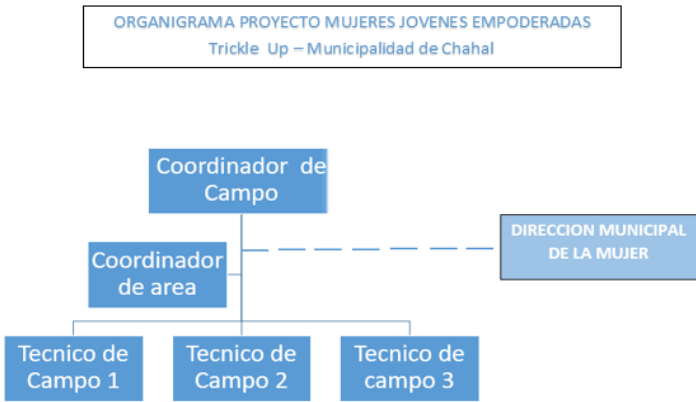 ORGANIGRAMA PROYECTO MUJERES JOVENES EMPODERADAS
Trickle Up – Municipalidad de Chahal
Coordinador de
Campo
DIRECCION MUNICIPAL
DE LA MUJER
Coordinador
de area
Tecnico de
Campo 1
Tecnico de
Campo 2
Tecnico de
campo 3